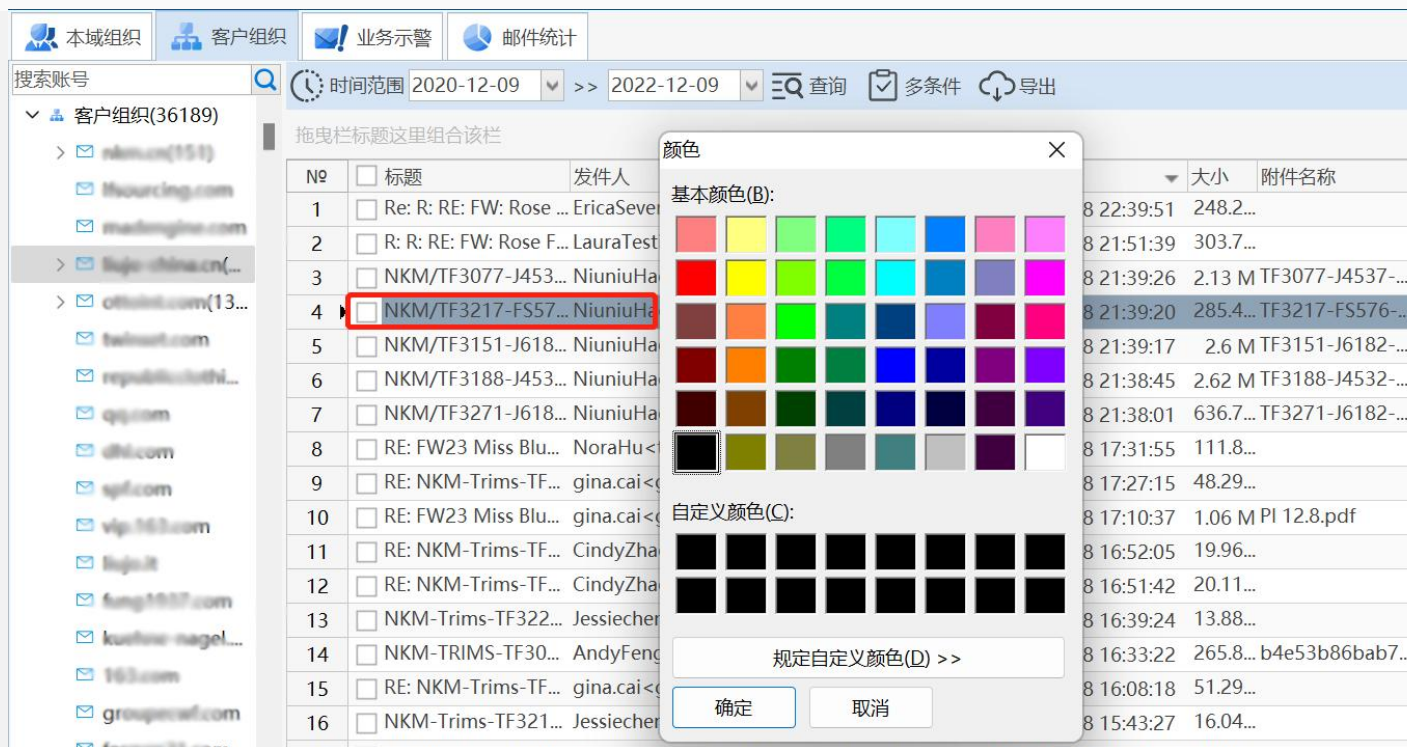 本域组织 客户组织 业务示警 邮件统计
搜索账号 时间范围 2020-12-09 >> 2022-12-09 查询 多条件 导出
客户组织(36189)
拖曳栏标题这里组合该栏
颜色
基本颜色(B):
№ 标题 发件人 大小 附件名称
1 Re: R: RE: FW: Rose ... EricaSever 8 22:39:51 248.2...
2 R: R: RE: FW: Rose F... LauraTest 8 21:51:39 303.7...
3 NKM/TF3077-J453... NiuniuHa 8 21:39:26 2.13 M TF3077-J4537-...
4 NKM/TF3217-FS57... NiuniuHa 8 21:39:20 285.4... TF3217-FS576-...
5 NKM/TF3151-J618... NiuniuHa 8 21:39:17 2.6 M TF3151-J6182-...
6 NKM/TF3188-J453... NiuniuHa 8 21:38:45 2.62 M TF3188-J4532-...
7 NKM/TF3271-J618... NiuniuHa 8 21:38:01 636.7... TF3271-J6182-...
8 RE: FW23 Miss Blu... NoraHu< 8 17:31:55 111.8...
9 RE: NKM-Trims-TF... gina.cai< 8 17:27:15 48.29...
自定义颜色(C):
10 RE: FW23 Miss Blu... gina.cai< 8 17:10:37 1.06 M PI 12.8.pdf
11 RE: NKM-Trims-TF... CindyZha 8 16:52:05 19.96...
12 RE: NKM-Trims-TF... CindyZha 8 16:51:42 20.11...
13 NKM-Trims-TF322... Jessiecher 8 16:39:24 13.88...
14 NKM-TRIMS-TF30... AndyFeng 8 16:33:22 265.8... b4e53b86bab7...
规定自定义颜色(D) >>
15 RE: NKM-Trims-TF... gina.cai< 8 16:08:18 51.29...
16 NKM-Trims-TF321... Jessiecher 8 15:43:27 16.04...
确定 取消